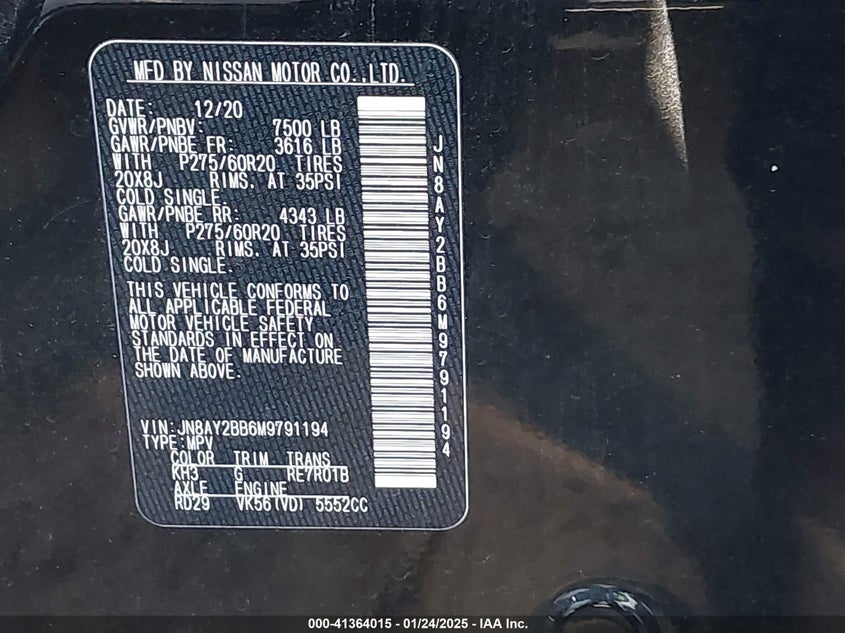 MFD BY NISSAN MOTOR CO.,LTD.
DATE: 12/20
GVWR/PNBV: 7500 LB
GAWR/PNBE FR: 3616 LB
WITH P275/60R20 TIRES
20X8J RIMS. AT 35PSI
COLD SINGLE.
GAWR/PNBE RR: 4343 LB
WITH P275/60R20 TIRES
20X8J RIMS. AT 35PSI
COLD SINGLE.
THIS VEHICLE CONFORMS TO
ALL APPLICABLE FEDERAL
MOTOR VEHICLE SAFETY
STANDARDS IN EFFECT ON
THE DATE OF MANUFACTURE
SHOWN ABOVE.
VIN:JN8AY2BB6M9791194
TYPE:MPV
COLOR TRIM TRANS
KH3 G RE7R01B
AXLE ENGINE
RD29 VK56(VD) 5552CC
JN8AY2BB6M9791194
000-41364015 - 01/24/2025 - IAA Inc.